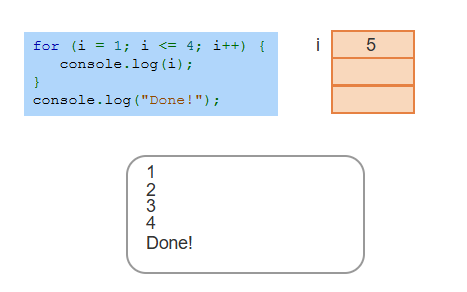 for (i = 1; i <= 4; i++) {
   console.log(i);
}
console.log("Done!");
i 5
1
2
3
4
Done!